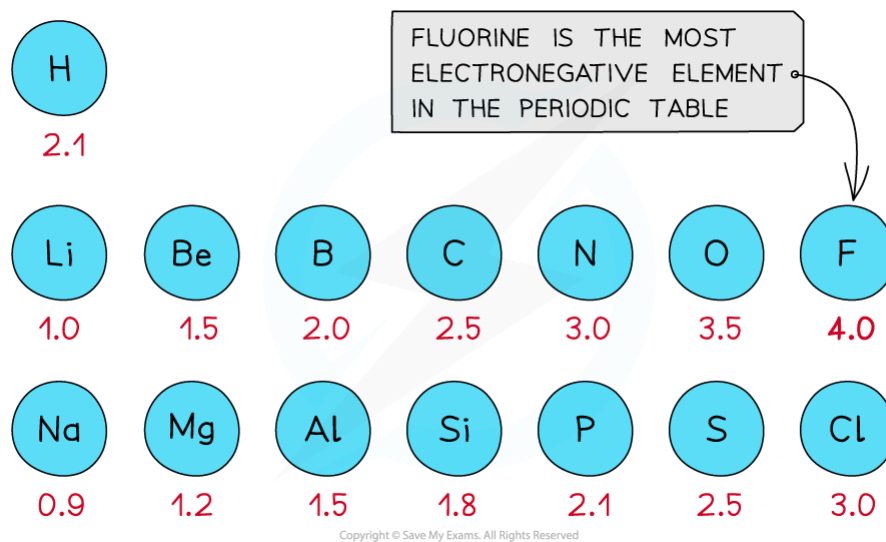 H
FLUORINE IS THE MOST
ELECTRONEGATIVE ELEMENT
IN THE PERIODIC TABLE
2.1
Li Be B C N O F
1.0 1.5 2.0 2.5 3.0 3.5 4.0
Na Mg Al Si P S Cl
0.9 1.2 1.5 1.8 2.1 2.5 3.0
Copyright © Save My Exams. All Rights Reserved